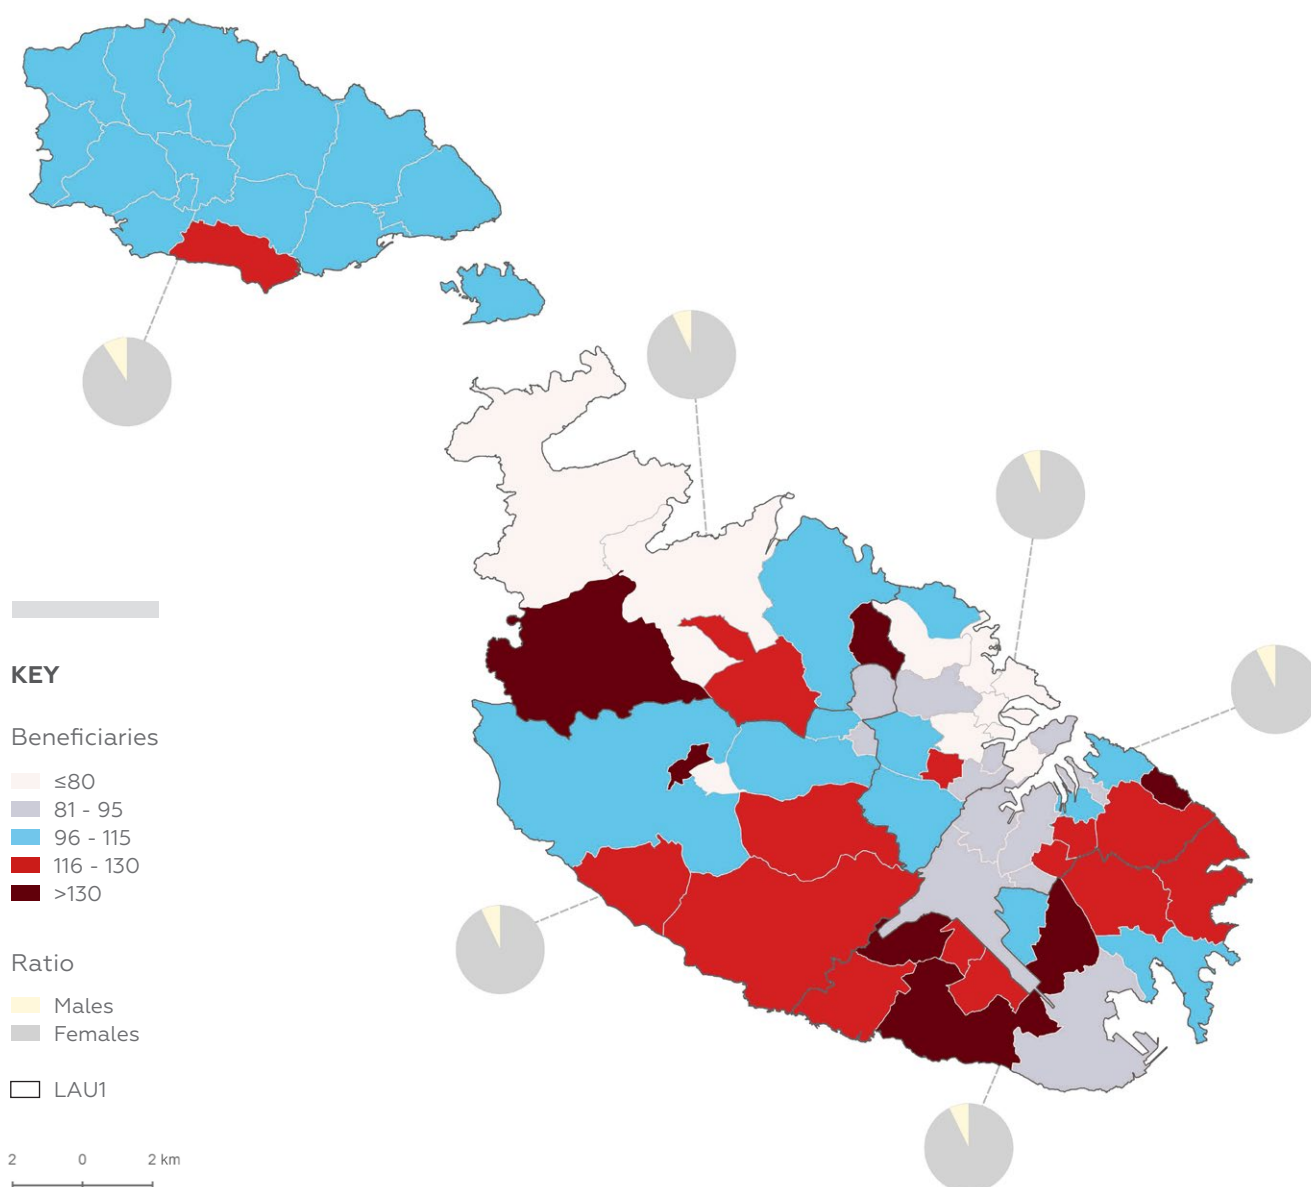 KEY
Beneficiaries
≤80
81 - 95
96 - 115
116 - 130
>130
Ratio
Males
Females
LAU1
2 0 2 km